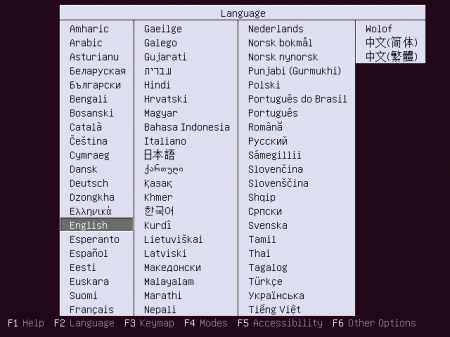 Language
Amharic
Arabic
Asturianu
Беларуская
Български
Bengali
Bosanski
Català
Čeština
Cymraeg
Dansk
Deutsch
Dzongkha
Ελληνικά
English
Esperanto
Español
Eesti
Euskara
Suomi
Français
Gaeilge
Galego
Gujarati
עברית
Hindi
Hrvatski
Magyar
Bahasa Indonesia
Italiano
日本語
ქართული
Қазақ
Khmer
한국어
Kurdî
Lietuviškai
Latviski
Македонски
Malayalam
Marathi
Nepali
Nederlands
Norsk bokmål
Norsk nynorsk
Punjabi (Gurmukhi)
Polski
Português do Brasil
Português
Română
Русский
Sámegillii
Slovenčina
Slovenščina
Shqip
Српски
Svenska
Tamil
Thai
Tagalog
Türkçe
Українська
Tiếng Việt
Wolof
中文(简体)
中文(繁體)
F1 Help F2 Language F3 Keymap F4 Modes F5 Accessibility F6 Other Options